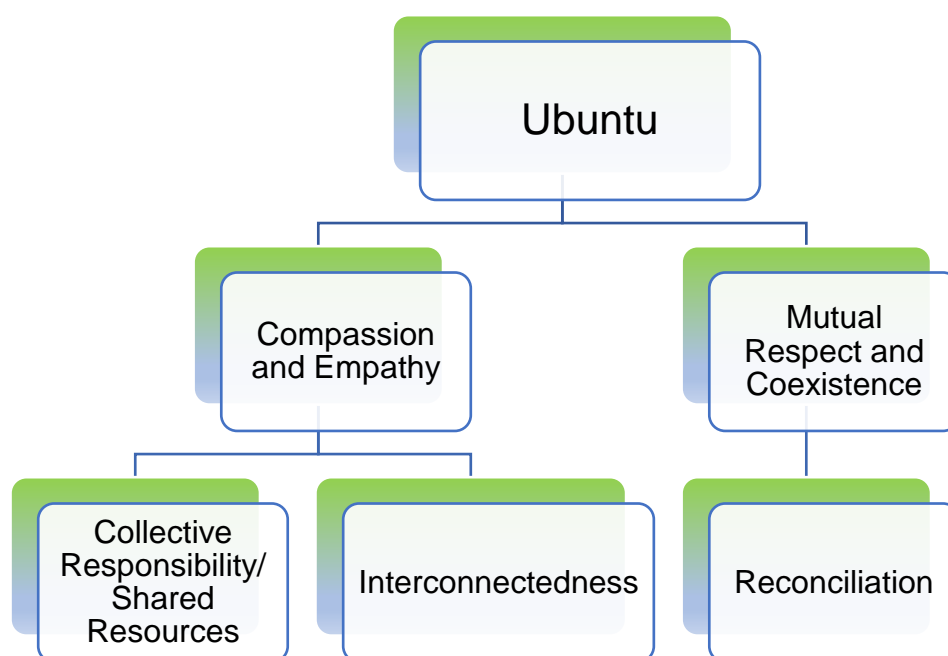 Ubuntu
Compassion
and Empathy
Mutual
Respect and
Coexistence
Collective
Responsibility/
Shared
Resources
Interconnectedness
Reconciliation